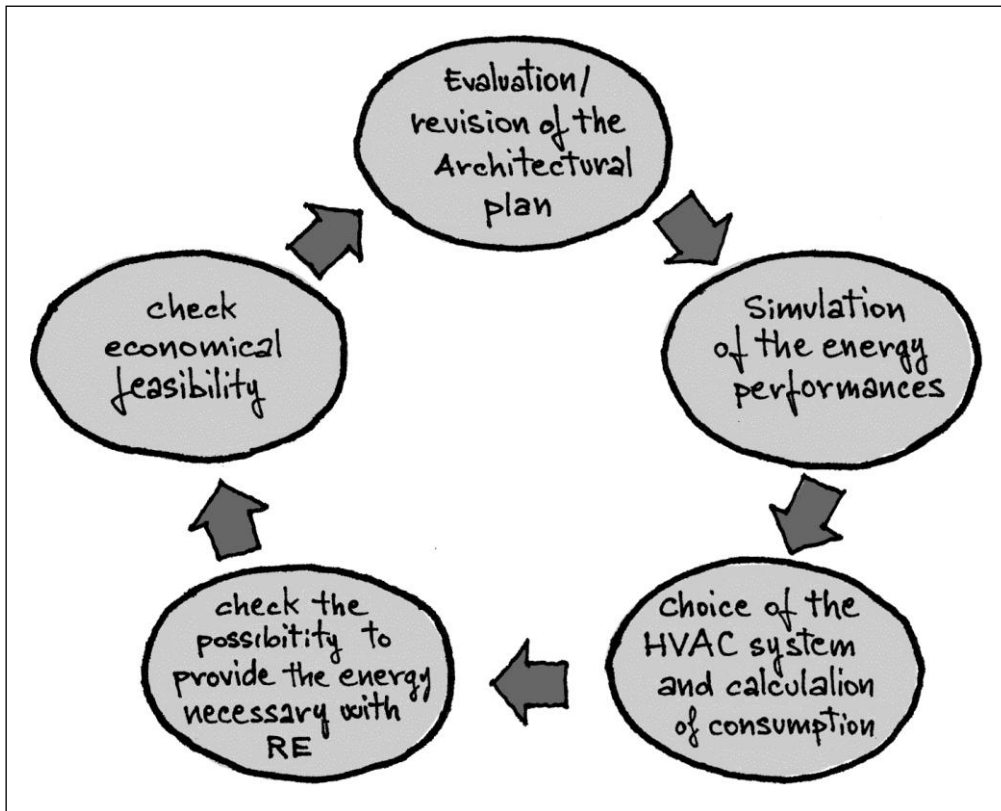 Evaluation/
revision of the
Architectural
plan
Simulation
of the energy
performances
Choice of the
HVAC system
and calculalion
of consumption
check the
possibitity to
provide the energy
necessary with
RE
check
economical
feasibility